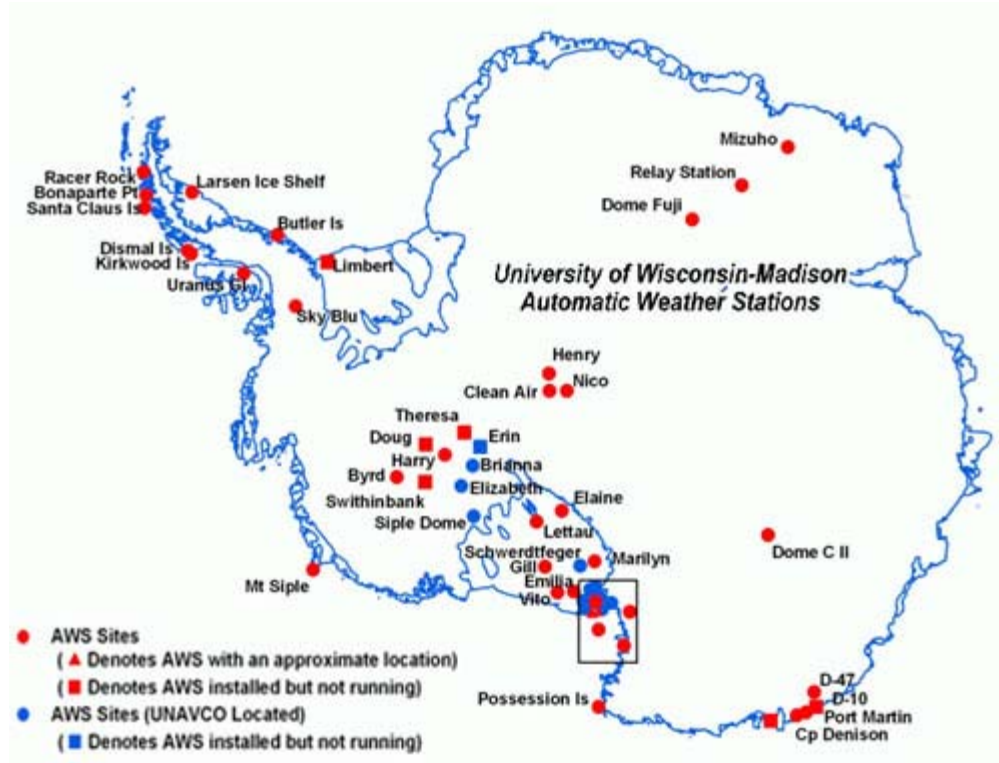 Mizuho
Relay Station
Dome Fuji
Racer Rock
Bonaparte Pt
Santa Claus Is
Larsen Ice Shelf
Butler Is
Dismal Is
Kirkwood Is
Limbert
Uranus Gl
Sky Blu
University of Wisconsin-Madison
Automatic Weather Stations
Henry
Clean Air
Nico
Theresa
Doug
Erin
Harry
Brianna
Byrd
Elizabeth
Swithinbank
Siple Dome
Elaine
Lettau
Dome C II
Schwerdtfeger
Marilyn
Gill
Emilia
Vito
Mt Siple
Possession Is
D-47
D-10
Port Martin
Cp Denison
AWS Sites
( Denotes AWS with an approximate location)
( Denotes AWS installed but not running)
AWS Sites (UNAVCO Located)
( Denotes AWS installed but not running)